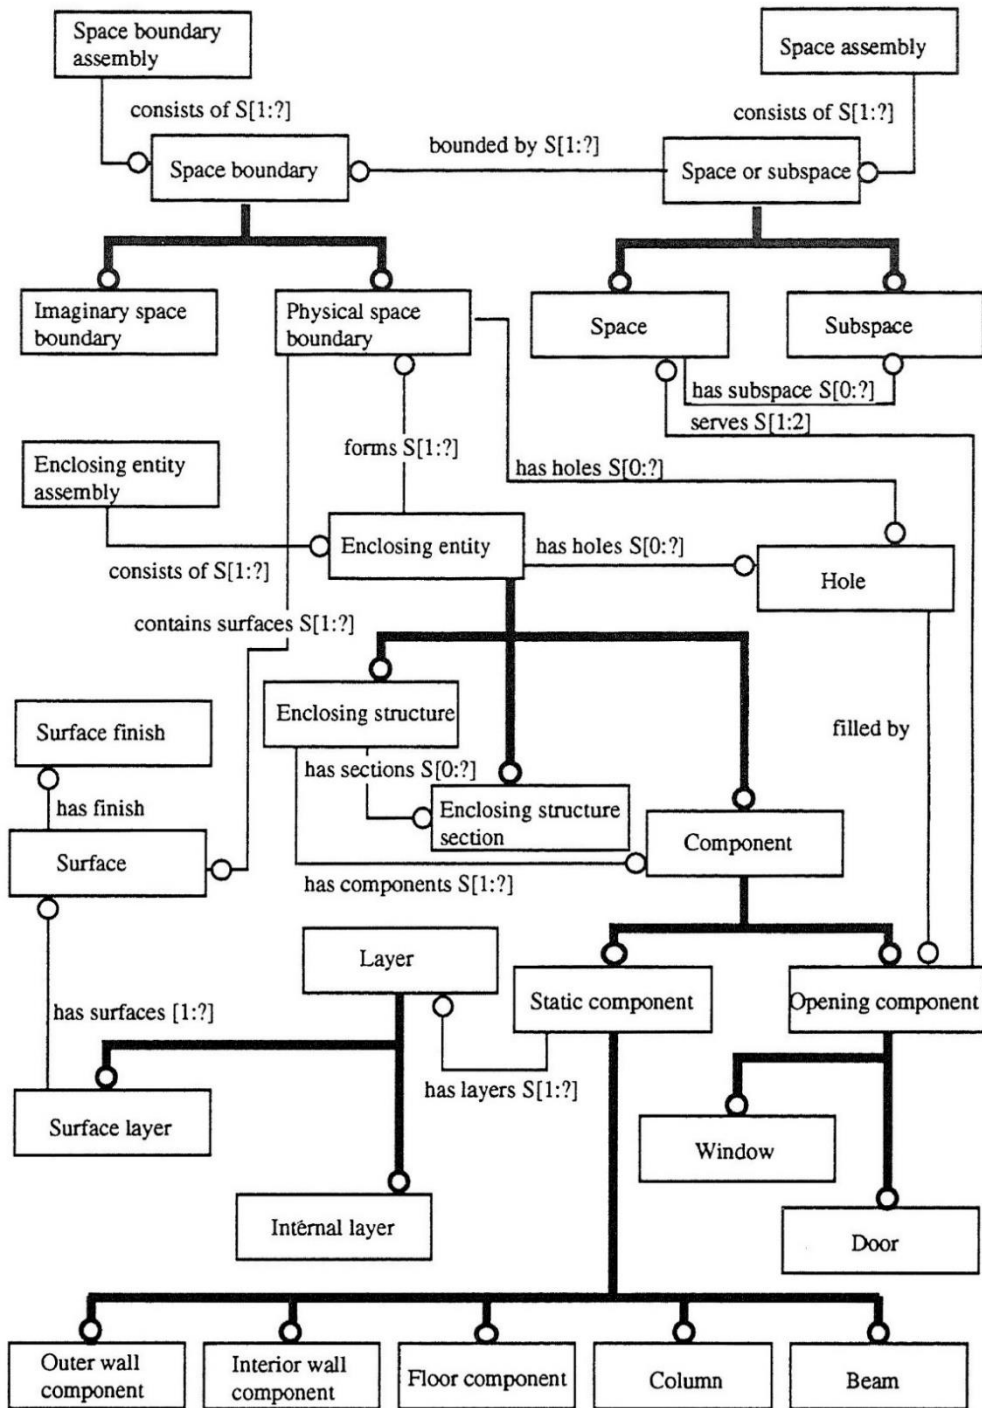 Space boundary
assembly
Space assembly
consists of S[1:?]
consists of S[1:?]
bounded by S[1:?]
Space boundary
Space or subspace
Imaginary space
boundary
Physical space
boundary
Space
Subspace
has subspace S[0:?]
serves S[1:2]
forms S[1:?]
Enclosing entity
assembly
has holes S[0:?]
Enclosing entity
has holes S[0:?]
consists of S[1:?]
Hole
contains surfaces S[1:?]
Enclosing structure
Surface finish
filled by
has sections S[0:?]
has finish
Enclosing structure
section
Component
Surface
has components S[1:?]
Layer
Static component
Opening component
has surfaces [1:?]
has layers S[1:?]
Surface layer
Window
Internal layer
Door
Outer wall
component
Interior wall
component
Floor component
Column
Beam